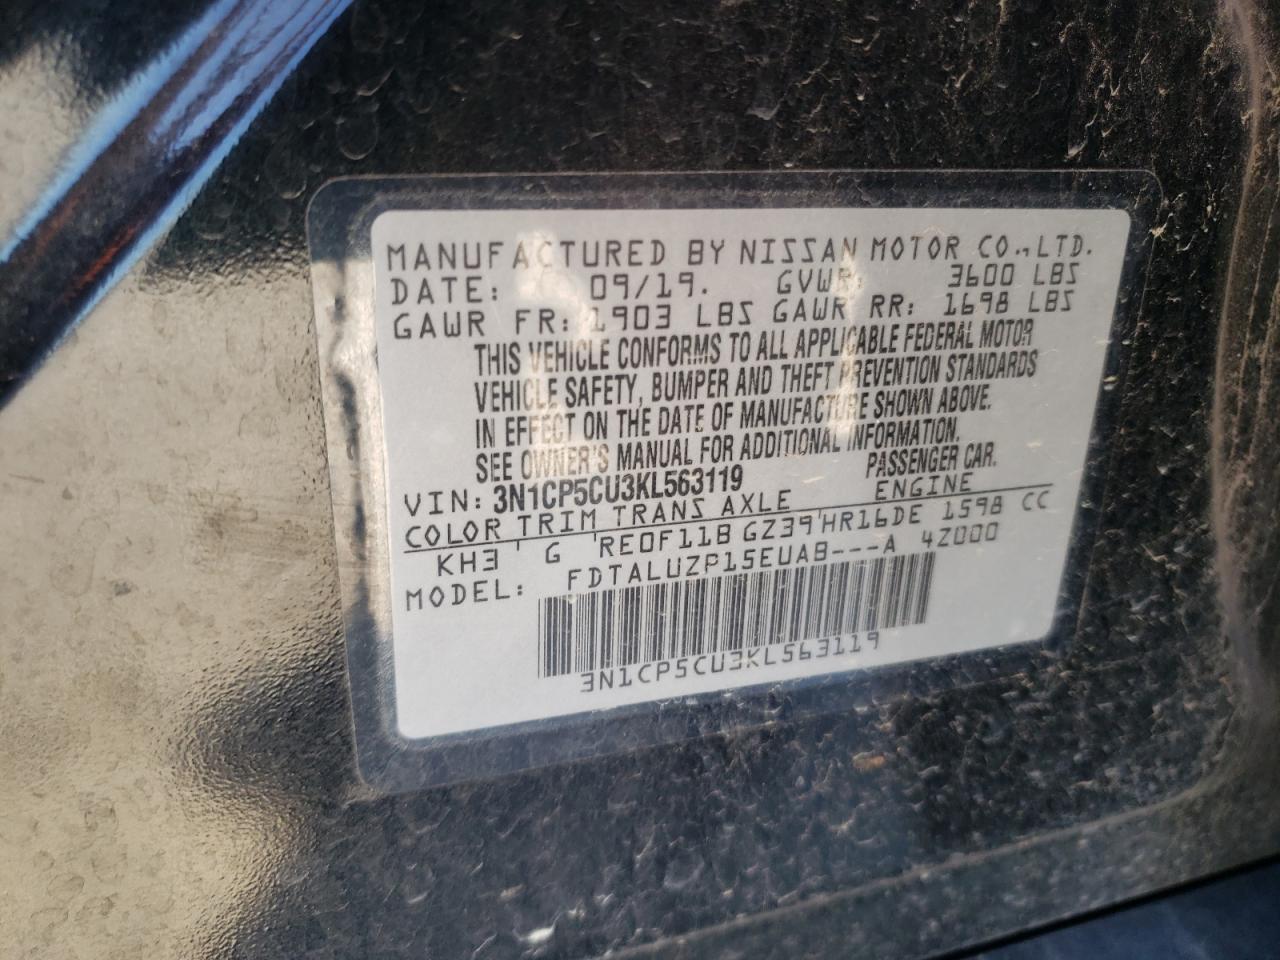 MANUFACTURED BY NISSAN MOTOR CO.,LTD.
DATE: 09/19. GVWR: 3600 LBS
GAWR FR: 1903 LBS GAWR RR: 1698 LBS
THIS VEHICLE CONFORMS TO ALL APPLICABLE FEDERAL MOTOR
VEHICLE SAFETY, BUMPER AND THEFT PREVENTION STANDARDS
IN EFFECT ON THE DATE OF MANUFACTURE SHOWN ABOVE.
SEE OWNER'S MANUAL FOR ADDITIONAL INFORMATION.
VIN: 3N1CP5CU3KL563119 PASSENGER CAR.
COLOR TRIM TRANS AXLE ENGINE
KH3 ' G ' RE0F11B GZ39'HR16DE 1598 CC
MODEL: FDTALUZP15EUAB---A 4Z000
3N1CP5CU3KL563119